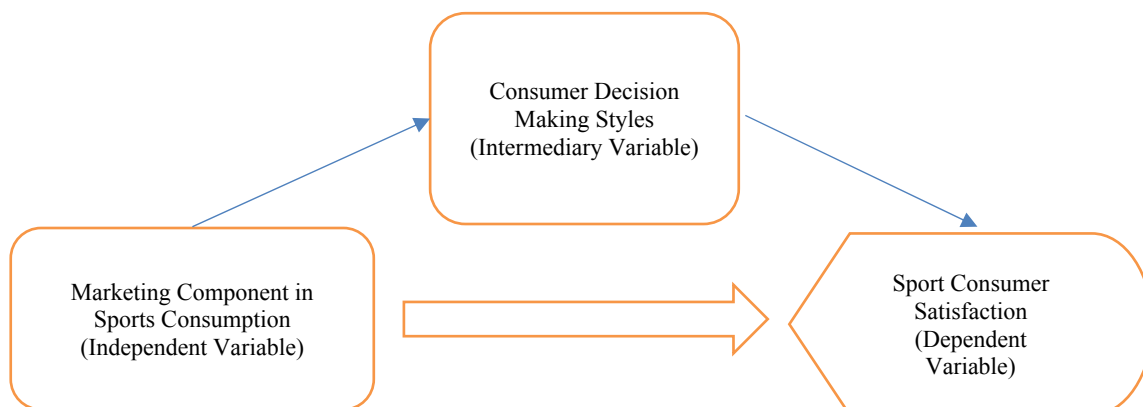 Consumer Decision
Making Styles
(Intermediary Variable)
Marketing Component in
Sports Consumption
(Independent Variable)
Sport Consumer
Satisfaction
(Dependent
Variable)